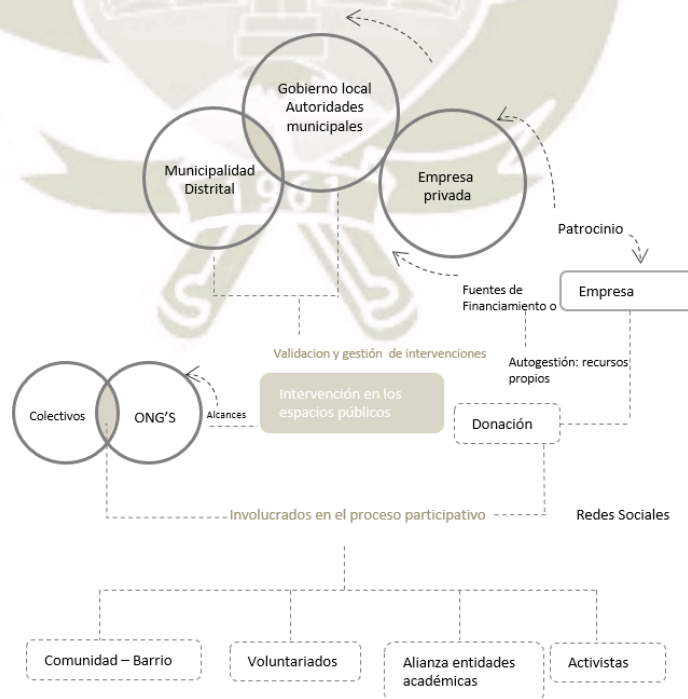 Gobierno local
Autoridades
municipales
Municipalidad
Distrital
Empresa
privada
1961
Patrocinio
Fuentes de
Financiamiento o
Empresa
Validacion y gestión de intervenciones
Autogestión: recursos
propios
Intervención en los
espacios públicos
Colectivos
ONG'S
Alcances
Donación
Involucrados en el proceso participativo
Redes Sociales
Comunidad – Barrio
Voluntariados
Alianza entidades
académicas
Activistas